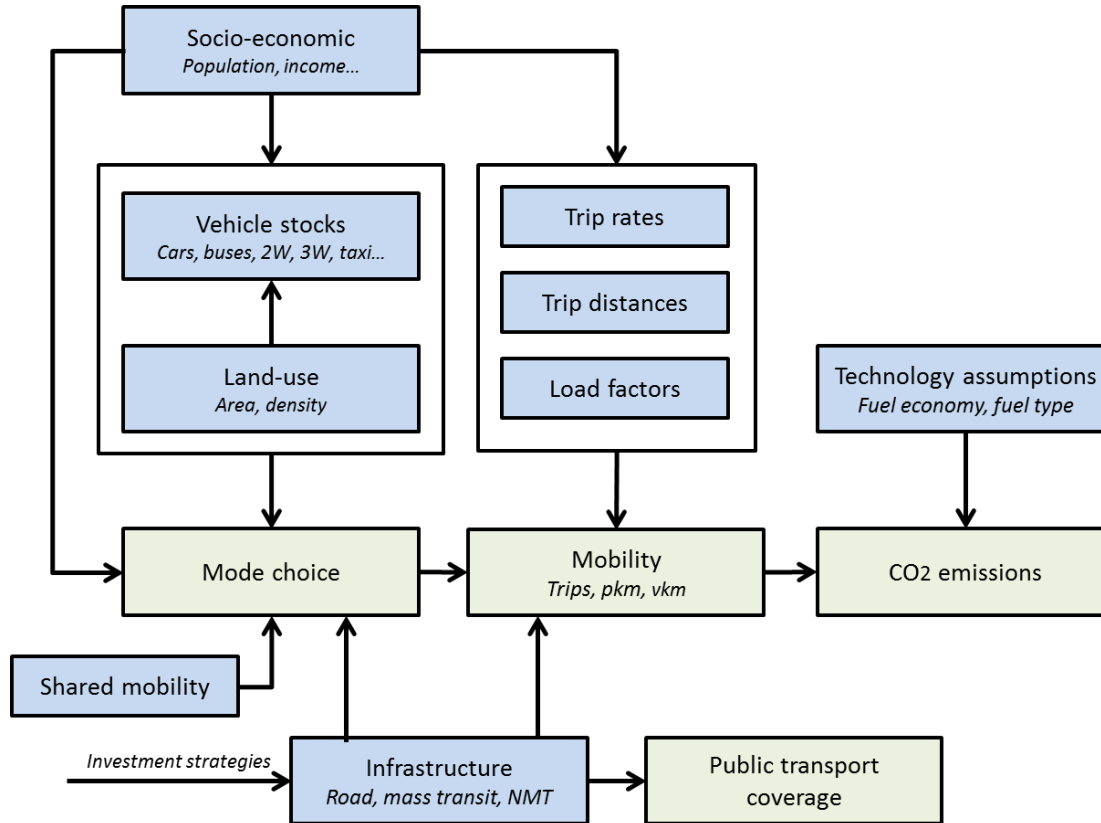 Socio-economic
Population, income...
Vehicle stocks
Cars, buses, 2W, 3W, taxi...
Land-use
Area, density
Trip rates
Trip distances
Load factors
Technology assumptions
Fuel economy, fuel type
Mode choice
Mobility
Trips, pkm, vkm
CO2 emissions
Shared mobility
Investment strategies
Infrastructure
Road, mass transit, NMT
Public transport
coverage